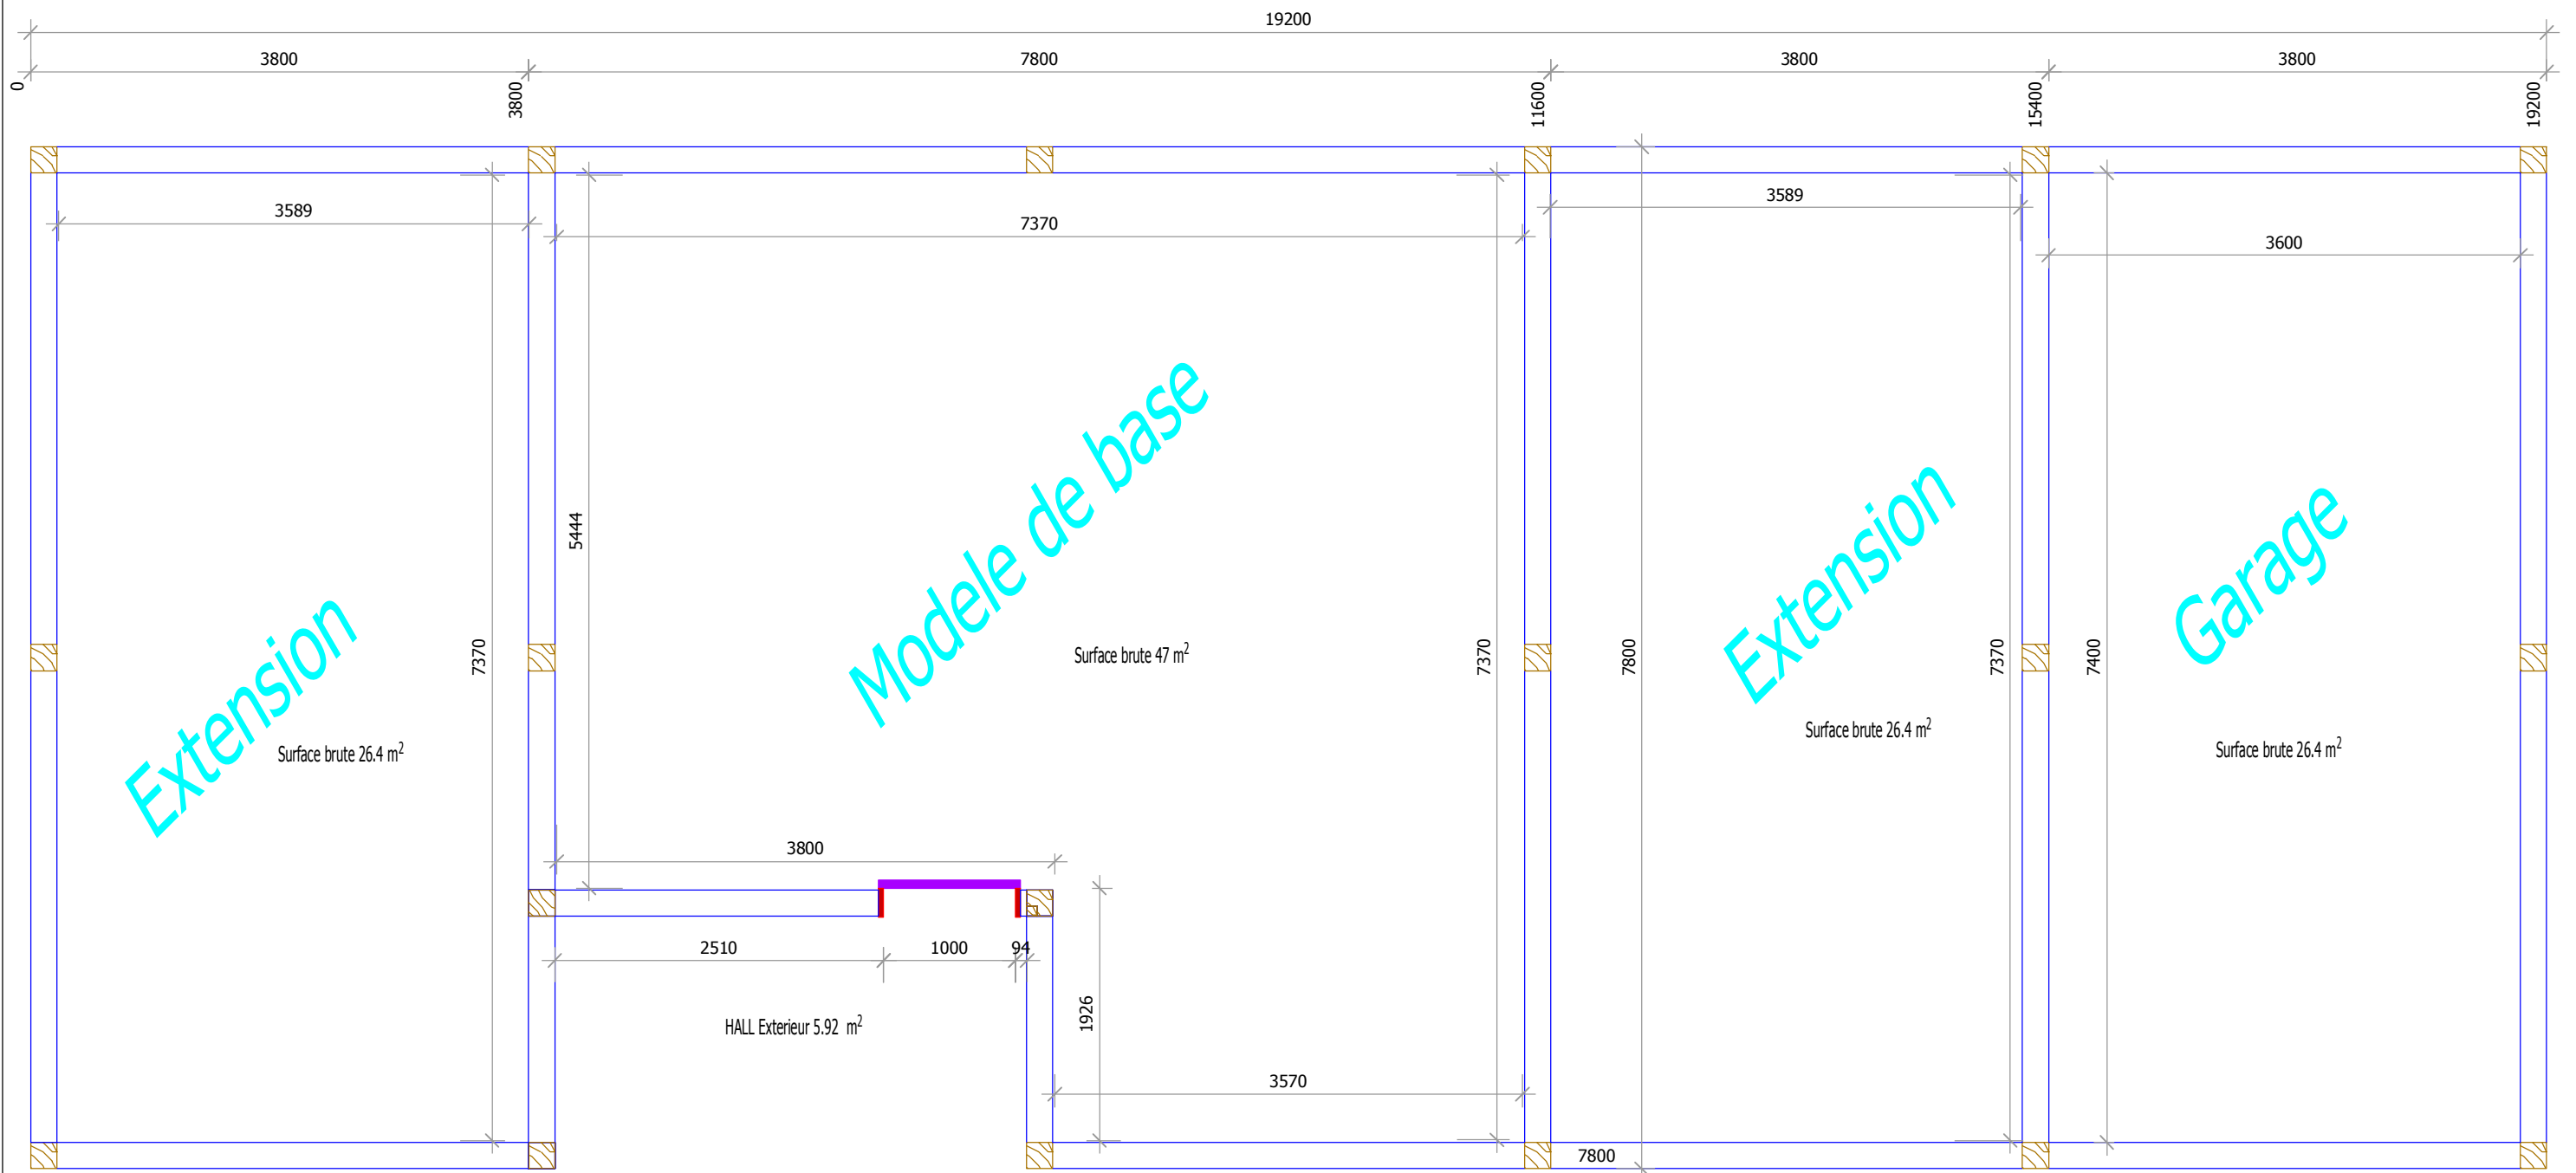 19200
3800 7800 3800 3800
0 3800 11600 15400 19200
3589 7370 3589 3600
5444
Modele de base
Extension
Garage
Extension
7370
Surface brute 47 m²
7370
7800
7370
7400
Surface brute 26.4 m²
Surface brute 26.4 m²
Surface brute 26.4 m²
3800
2510 1000 94
1926
HALL Exterieur 5.92 m²
3570
7800